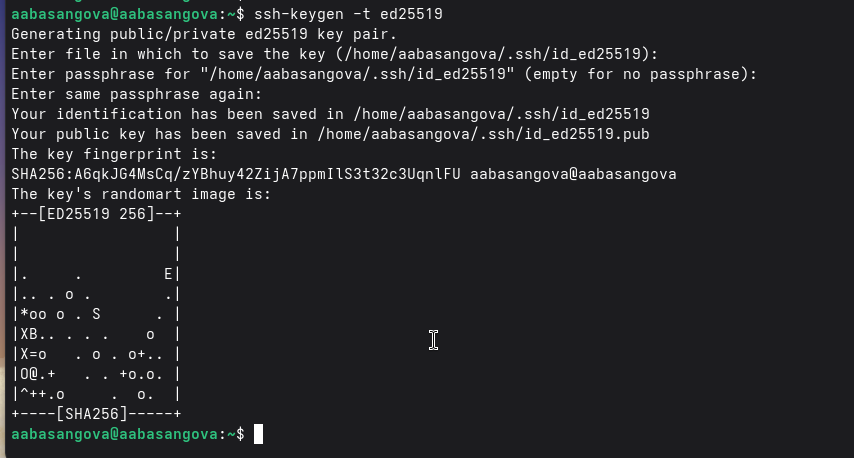 aabasangova@aabasangova:~$ ssh-keygen -t ed25519
Generating public/private ed25519 key pair.
Enter file in which to save the key (/home/aabasangova/.ssh/id_ed25519):
Enter passphrase for "/home/aabasangova/.ssh/id_ed25519" (empty for no passphrase):
Enter same passphrase again:
Your identification has been saved in /home/aabasangova/.ssh/id_ed25519
Your public key has been saved in /home/aabasangova/.ssh/id_ed25519.pub
The key fingerprint is:
SHA256:A6qkJG4MsCq/zYBhuy42ZijA7ppmIlS3t32c3UqnlFU aabasangova@aabasangova
The key's randomart image is:
+--[ED25519 256]--+
|                 |
|                 |
|.     .         E|
|.. . o .        .|
|*oo o . S      . |
|XB.. . . .    o  |
|X=o   . o . o+.. |
|O@.+   . . +o.o. |
|^++.o     .  o.  |
+----[SHA256]-----+
aabasangova@aabasangova:~$